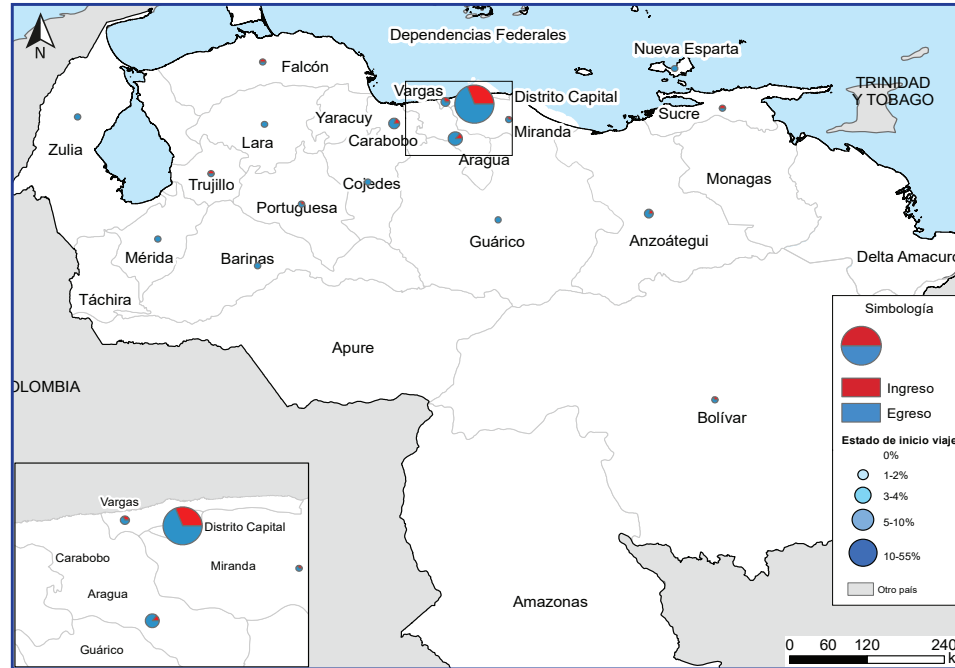 N
Dependencias Federales
Nueva Esparta
Falcón
Vargas
Distrito Capital
TRINIDAD
Y TOBAGO
Yaracuy
Sucre
Zulia
Lara
Carabobo
Miranda
Aragua
Trujillo
Cojedes
Monagas
Portuguesa
Guárico
Anzoátegui
Mérida
Barinas
Delta Amacuro
Táchira
Simbología
Apure
OLOMBIA
Ingreso
Egreso
Bolívar
Estado de inicio viaje
0%
1-2%
3-4%
5-10%
10-55%
Otro país
Vargas
Distrito Capital
Carabobo
Miranda
Aragua
Guárico
Amazonas
0 60 120 240
k